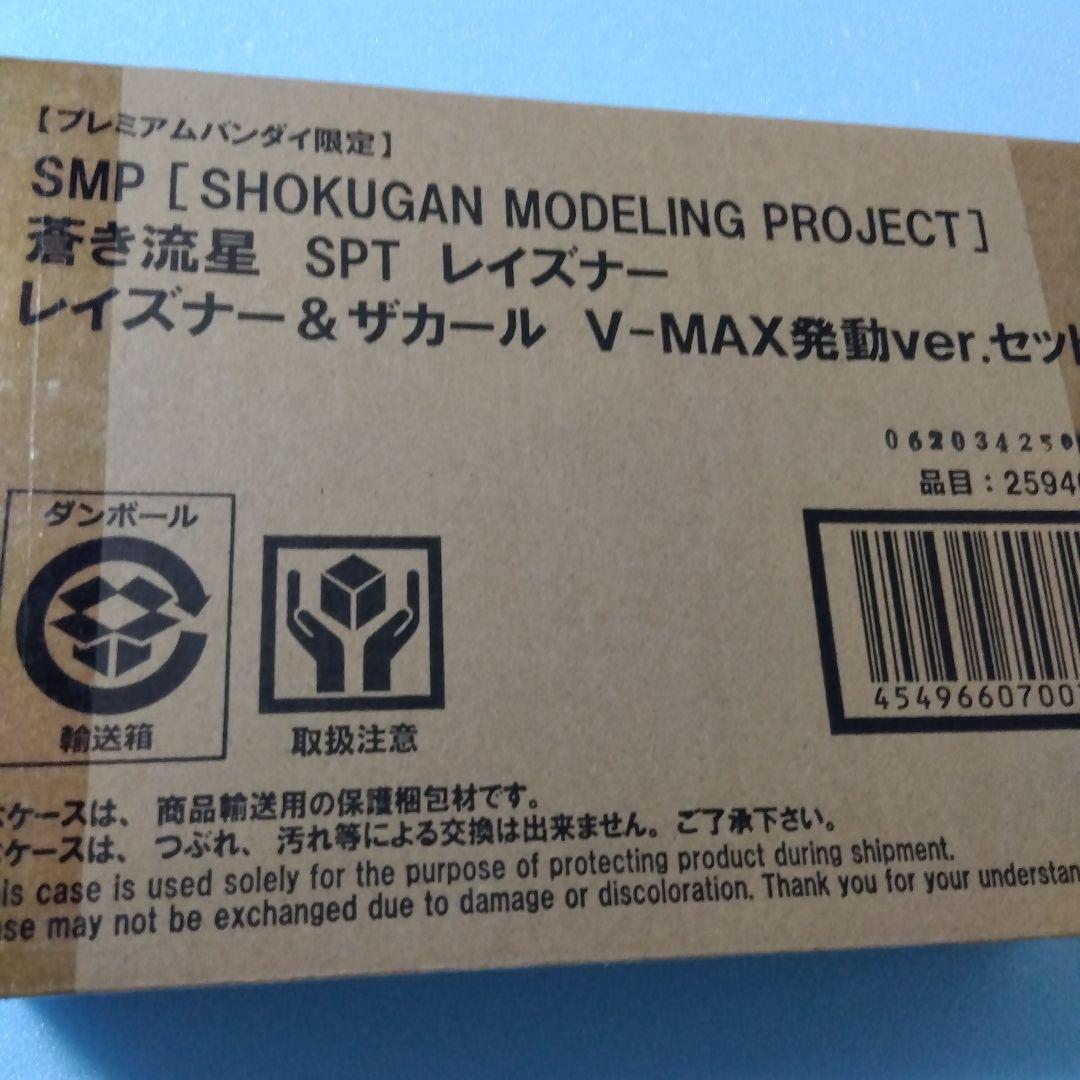 【プレミアムバンダイ限定】
SMP [SHOKUGAN MODELING PROJECT]
蒼き流星 SPT レイズナー
レイズナー＆ザカール V-MAX発動ver.セット
062034250
品目：2594
ダンボール
輸送箱
取扱注意
454966070
ケースは、商品輸送用の保護梱包材です。
ケースは、つぶれ、汚れ等による交換は出来ません。ご了承下さい。
is case is used solely for the purpose of protecting product during shipment.
may not be exchanged due to damage or discoloration. Thank you for your understan